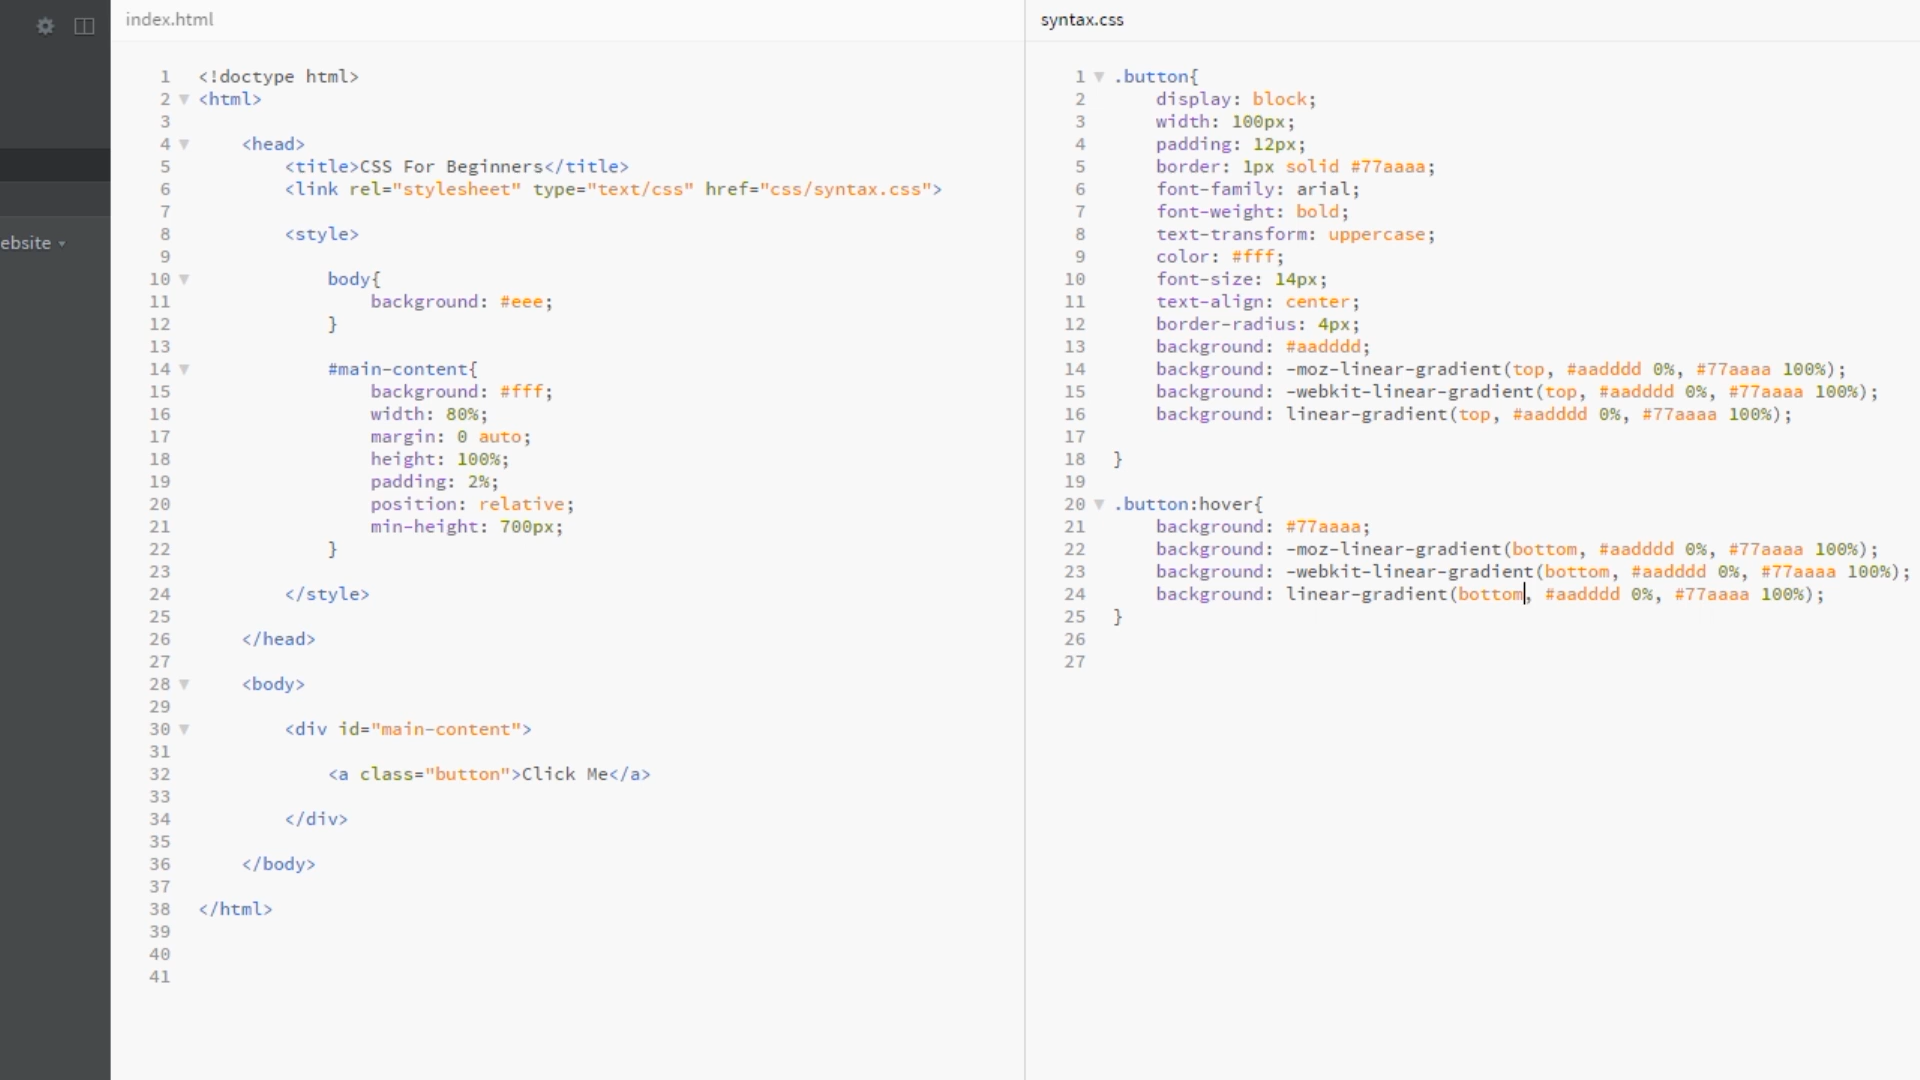 index.html
1 <!doctype html>
2 <html>
3
4 <head>
5 <title>CSS For Beginners</title>
6 <link rel="stylesheet" type="text/css" href="css/syntax.css">
7
8 <style>
9
10 body{
11 background: #eee;
12 }
13
14 #main-content{
15 background: #fff;
16 width: 80%;
17 margin: 0 auto;
18 height: 100%;
19 padding: 2%;
20 position: relative;
21 min-height: 700px;
22 }
23
24 </style>
25
26 </head>
27
28 <body>
29
30 <div id="main-content">
31
32 <a class="button">Click Me</a>
33
34 </div>
35
36 </body>
37
38 </html>
39
40
41
ebsite
syntax.css
1 .button{
2 display: block;
3 width: 100px;
4 padding: 12px;
5 border: 1px solid #77aaaa;
6 font-family: arial;
7 font-weight: bold;
8 text-transform: uppercase;
9 color: #fff;
10 font-size: 14px;
11 text-align: center;
12 border-radius: 4px;
13 background: #aadddd;
14 background: -moz-linear-gradient(top, #aadddd 0%, #77aaaa 100%);
15 background: -webkit-linear-gradient(top, #aadddd 0%, #77aaaa 100%);
16 background: linear-gradient(top, #aadddd 0%, #77aaaa 100%);
17
18 }
19
20 .button:hover{
21 background: #77aaaa;
22 background: -moz-linear-gradient(bottom, #aadddd 0%, #77aaaa 100%);
23 background: -webkit-linear-gradient(bottom, #aadddd 0%, #77aaaa 100%);
24 background: linear-gradient(bottom, #aadddd 0%, #77aaaa 100%);
25 }
26
27